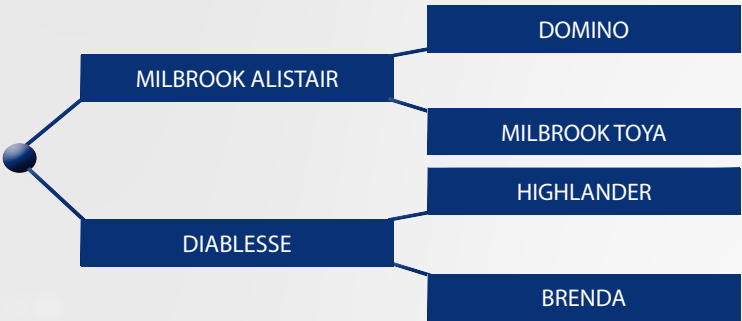 DOMINO
MILBROOK ALISTAIR
MILBROOK TOYA
HIGHLANDER
DIABLESSE
BRENDA